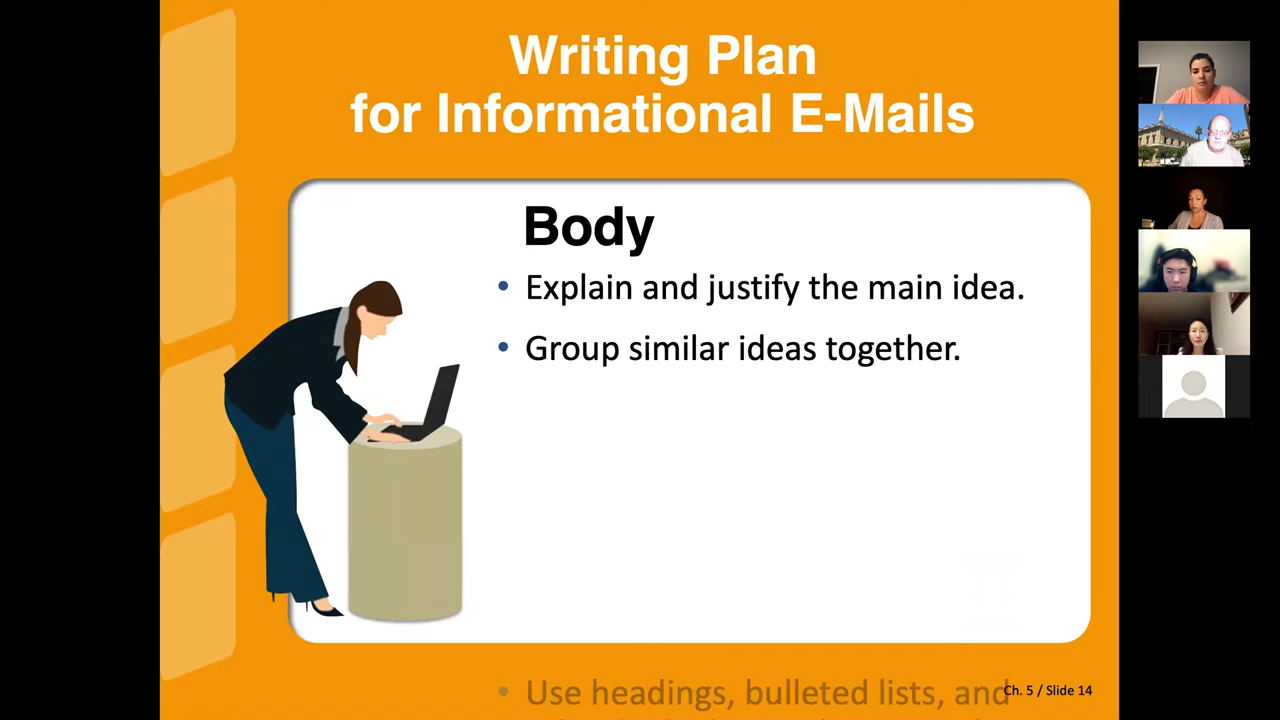 Writing Plan
for Informational E-Mails
Body
• Explain and justify the main idea.
• Group similar ideas together.
• Use headings, bulleted lists, and
Ch. 5 / Slide 14